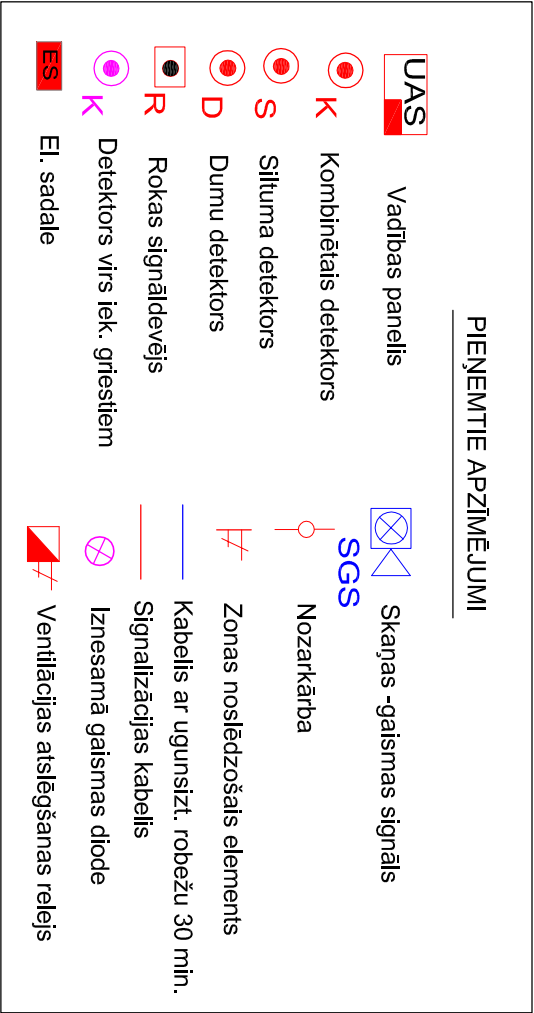 PIEŅEMTIE APZĪMĒJUMI
UAS Vadības panelis
K Kombinētais detektors
S Siltuma detektors
D Dumu detektors
R Rokas signāldevējs
K Detektors virs iek. griestiem
ES El. sadale
SGS Skaņas -gaismas signāls
Nozarkārba
Zonas noslēdzošais elements
Kabelis ar ugunsizt. robežu 30 min.
Signalizācijas kabelis
Iznesamā gaismas diode
Ventilācijas atslēgšanas relejs